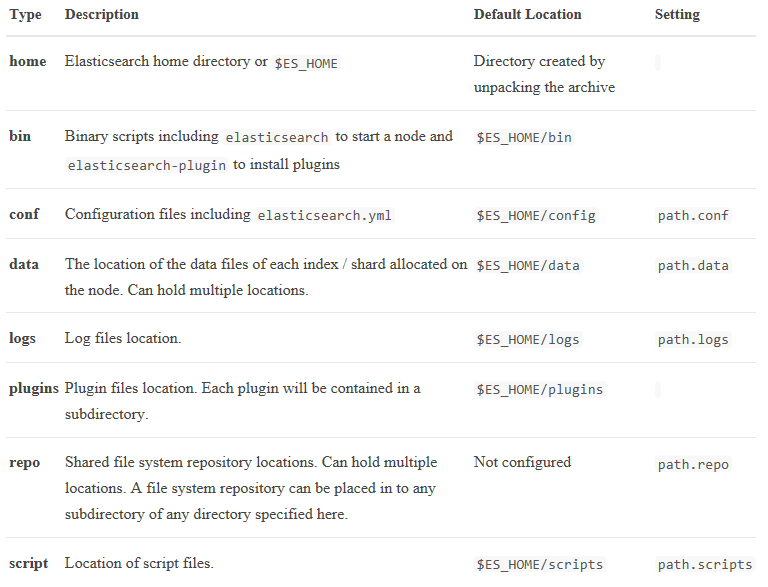 Type Description Default Location Setting
home Elasticsearch home directory or $ES_HOME Directory created by
unpacking the archive
bin Binary scripts including elasticsearch to start a node and $ES_HOME/bin
elasticsearch-plugin to install plugins
conf Configuration files including elasticsearch.yml $ES_HOME/config path.conf
data The location of the data files of each index / shard allocated on $ES_HOME/data path.data
the node. Can hold multiple locations.
logs Log files location. $ES_HOME/logs path.logs
plugins Plugin files location. Each plugin will be contained in a $ES_HOME/plugins
subdirectory.
repo Shared file system repository locations. Can hold multiple Not configured path.repo
locations. A file system repository can be placed in to any
subdirectory of any directory specified here.
script Location of script files. $ES_HOME/scripts path.scripts